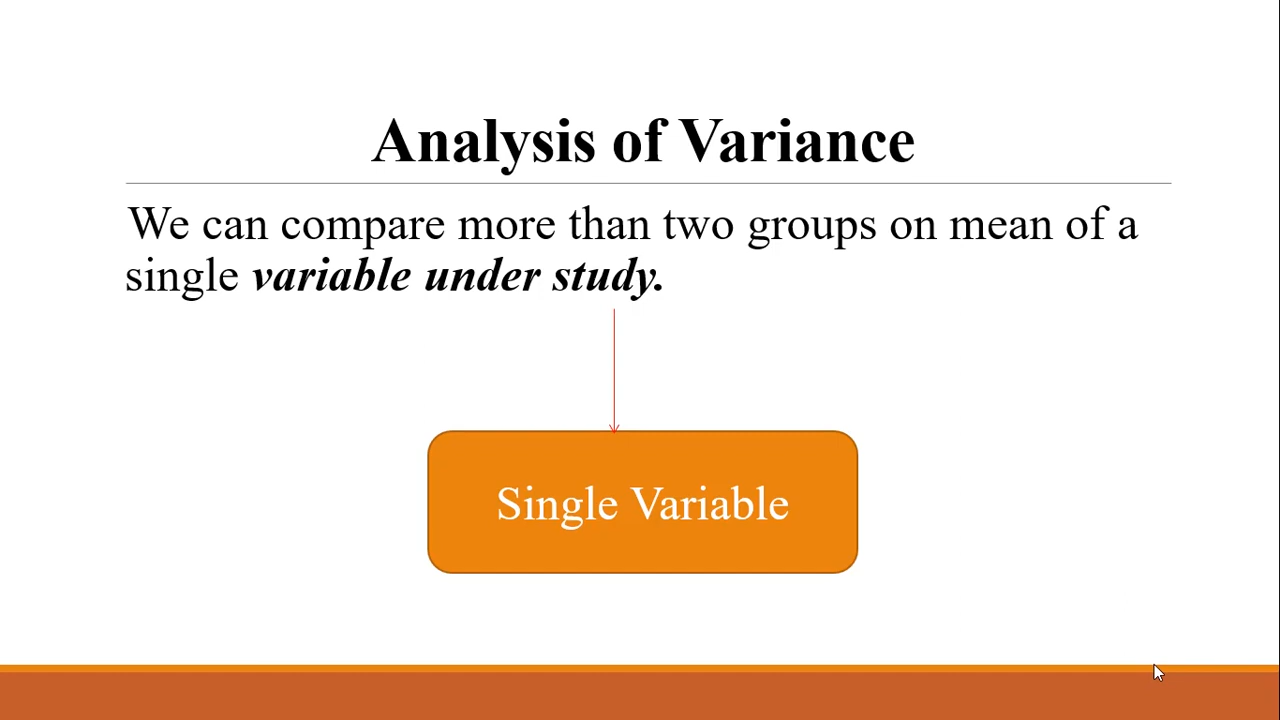 Analysis of Variance
We can compare more than two groups on mean of a
single variable under study.
Single Variable